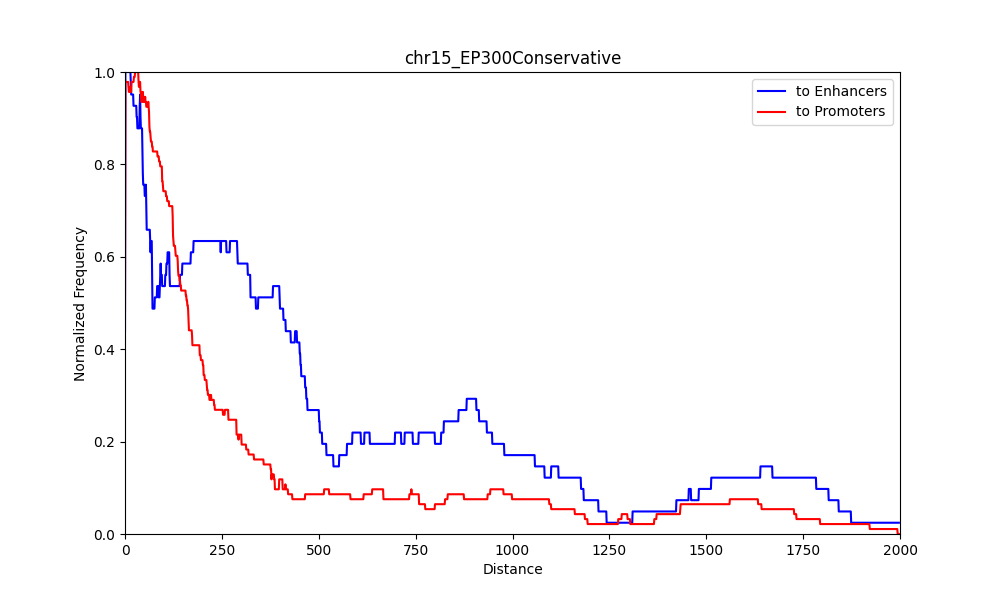 chr15_EP300Conservative
1.0
0.8
0.6
0.4
0.2
0.0
Normalized Frequency
to Enhancers
to Promoters
0 250 500 750 1000 1250 1500 1750 2000
Distance